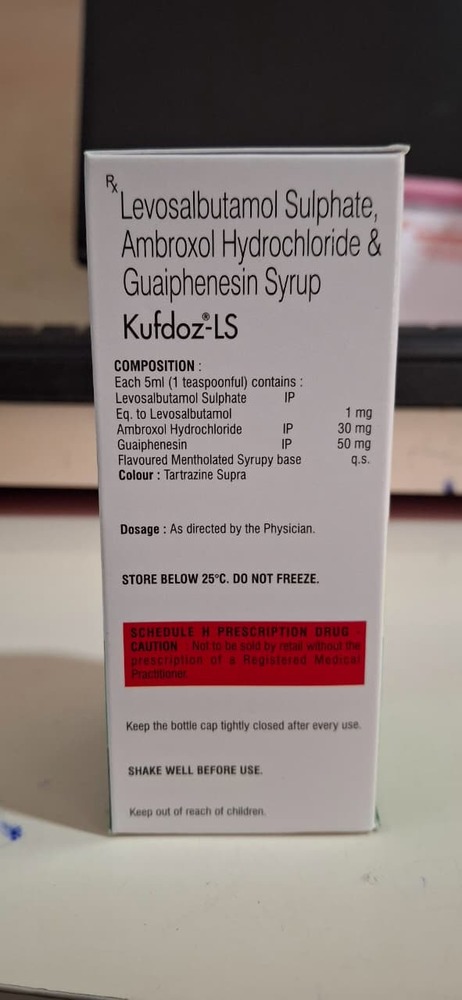 Rx
Levosalbutamol Sulphate,
Ambroxol Hydrochloride &
Guaiphenesin Syrup
Kufdoz®-LS
COMPOSITION :
Each 5ml (1 teaspoonful) contains :
Levosalbutamol Sulphate IP
Eq. to Levosalbutamol 1 mg
Ambroxol Hydrochloride IP 30 mg
Guaiphenesin IP 50 mg
Flavoured Mentholated Syrupy base q.s.
Colour : Tartrazine Supra
Dosage : As directed by the Physician.
STORE BELOW 25°C. DO NOT FREEZE.
SCHEDULE H PRESCRIPTION DRUG
CAUTION : Not to be sold by retail without the
prescription of a Registered Medical
Practitioner.
Keep the bottle cap tightly closed after every use.
SHAKE WELL BEFORE USE.
Keep out of reach of children.